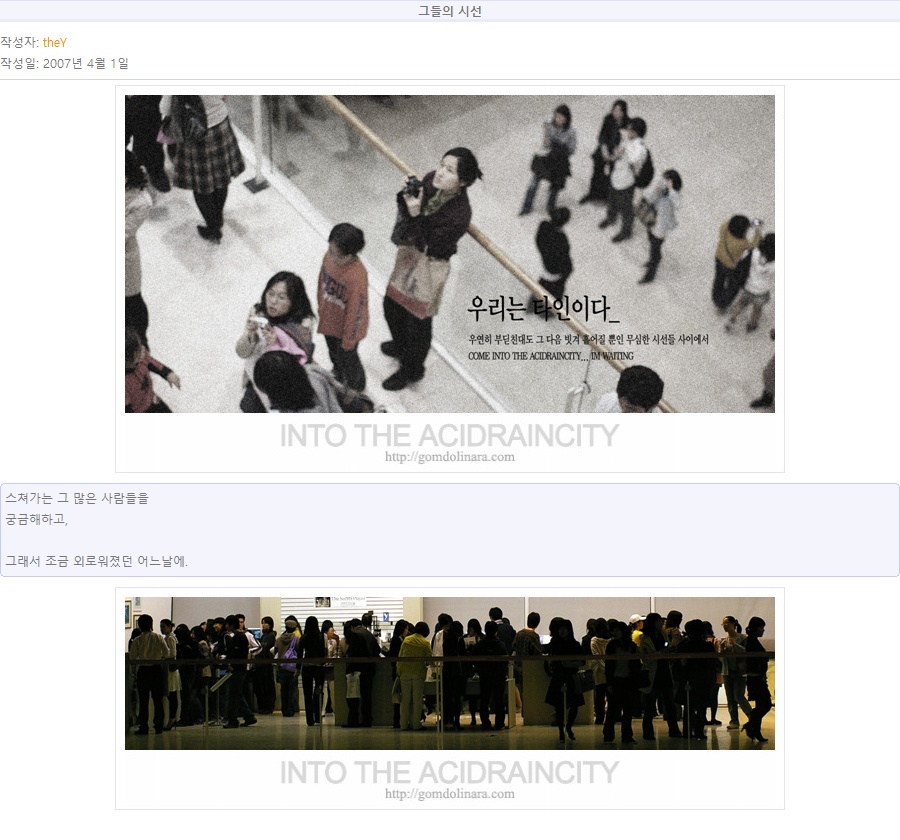 그들의 시선
작성자: theY
작성일: 2007년 4월 1일
우리는 타인이다_
우연히 부딪친대도 그 다음 빗겨 흩어질 뿐인 무심한 시선들 사이에서
COME INTO THE ACIDRAINCITY,,, IM WAITING
INTO THE ACIDRAINCITY
http://gomdolinara.com
스쳐가는 그 많은 사람들을
궁금해하고,
그래서 조금 외로워졌던 어느날에.
INTO THE ACIDRAINCITY
http://gomdolinara.com